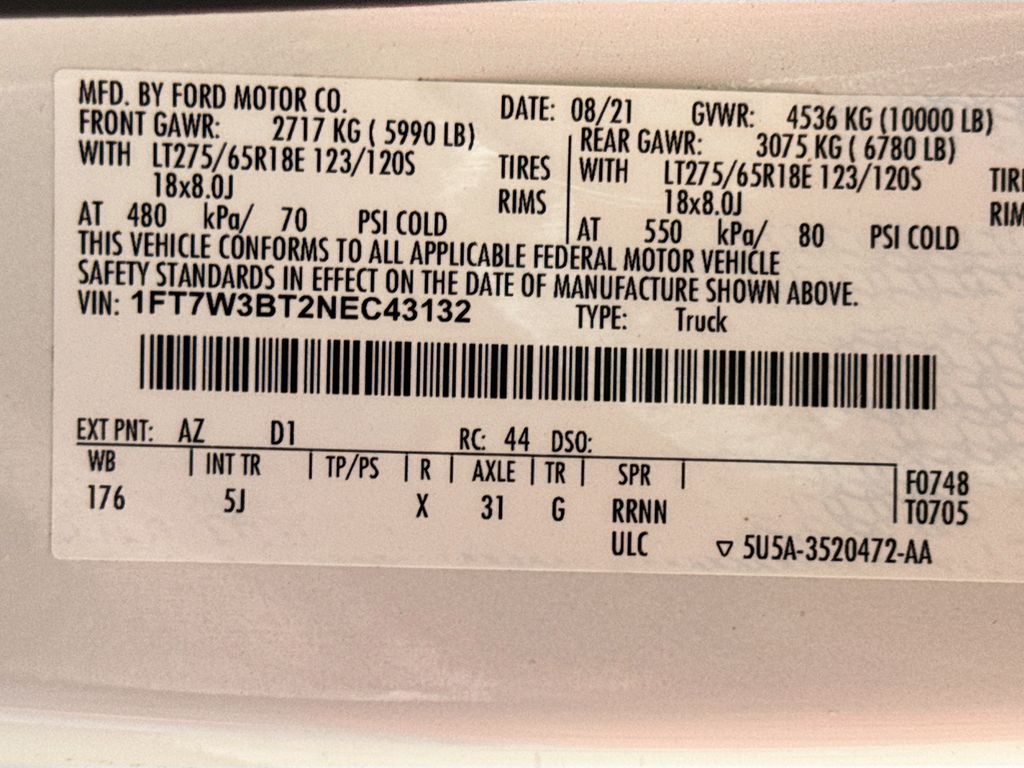 MFD. BY FORD MOTOR CO. DATE: 08/21 GVWR: 4536 KG (10000 LB)
FRONT GAWR: 2717 KG ( 5990 LB) REAR GAWR: 3075 KG ( 6780 LB)
WITH LT275/65R18E 123/120S TIRES WITH LT275/65R18E 123/120S TIRE
18x8.0J RIMS 18x8.0J RIM
AT 480 kPa/ 70 PSI COLD AT 550 kPa/ 80 PSI COLD
THIS VEHICLE CONFORMS TO ALL APPLICABLE FEDERAL MOTOR VEHICLE
SAFETY STANDARDS IN EFFECT ON THE DATE OF MANUFACTURE SHOWN ABOVE.
VIN: 1FT7W3BT2NEC43132 TYPE: Truck
EXT PNT: AZ D1 RC: 44 DSO:
WB | INT TR | TP/PS | R | AXLE | TR | SPR | F0748
176 5J X 31 G RRNN T0705
ULC ▽ 5U5A-3520472-AA